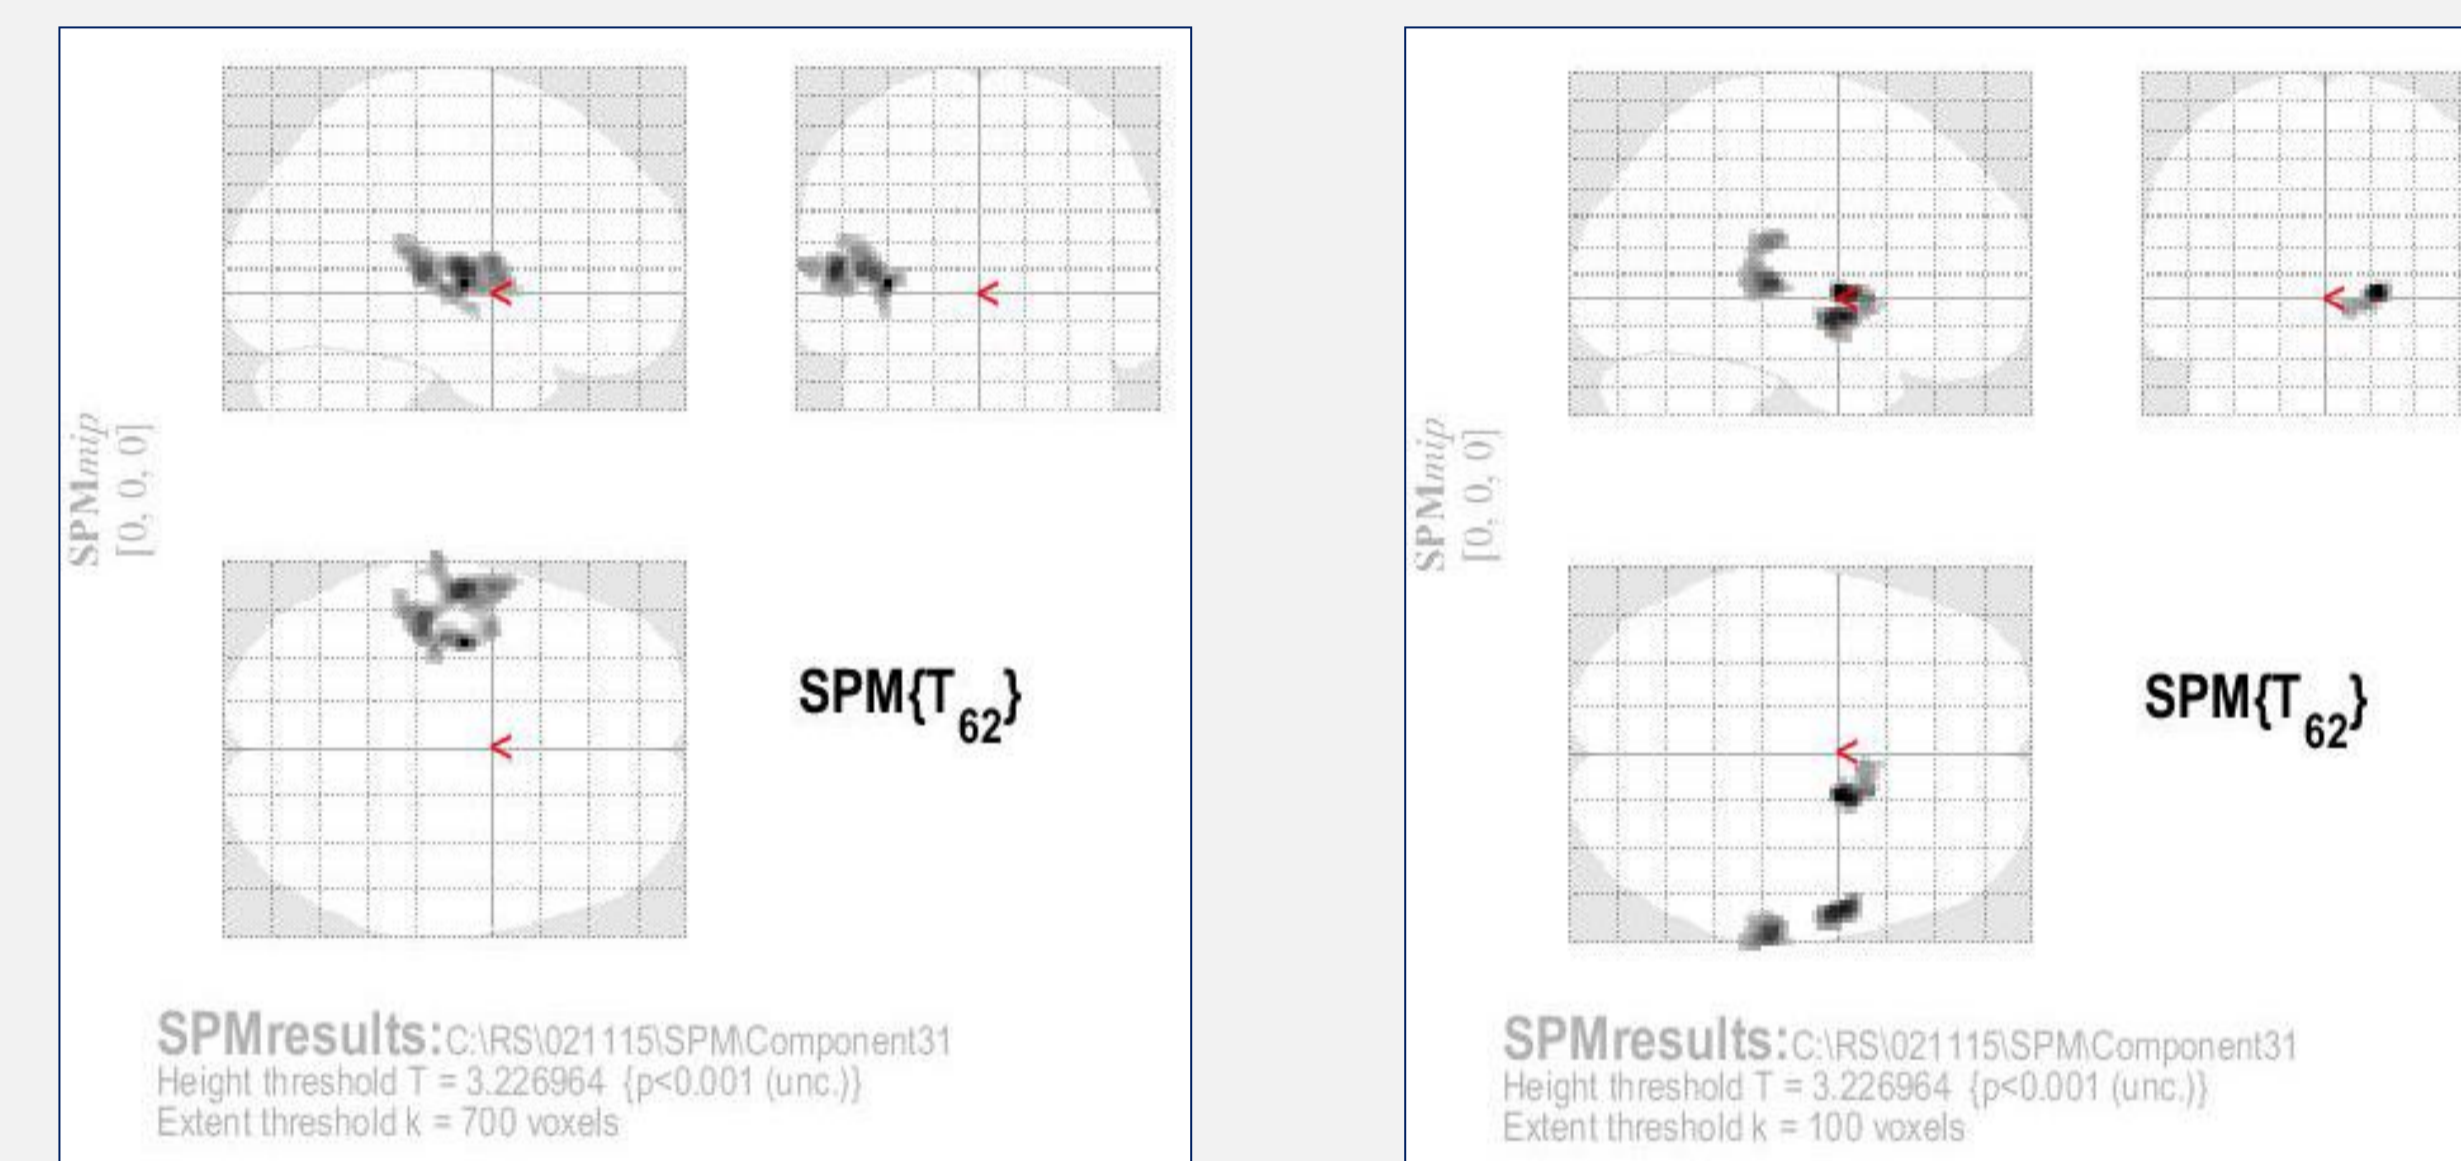 SPMmip
[0, 0, 0]
SPM{T62}
SPMresults:C:\RS\021115\SPM\Component31
Height threshold T = 3.226964 {p<0.001 (unc.)}
Extent threshold k = 700 voxels
SPMmip
[0, 0, 0]
SPM{T62}
SPMresults:C:\RS\021115\SPM\Component31
Height threshold T = 3.226964 {p<0.001 (unc.)}
Extent threshold k = 100 voxels